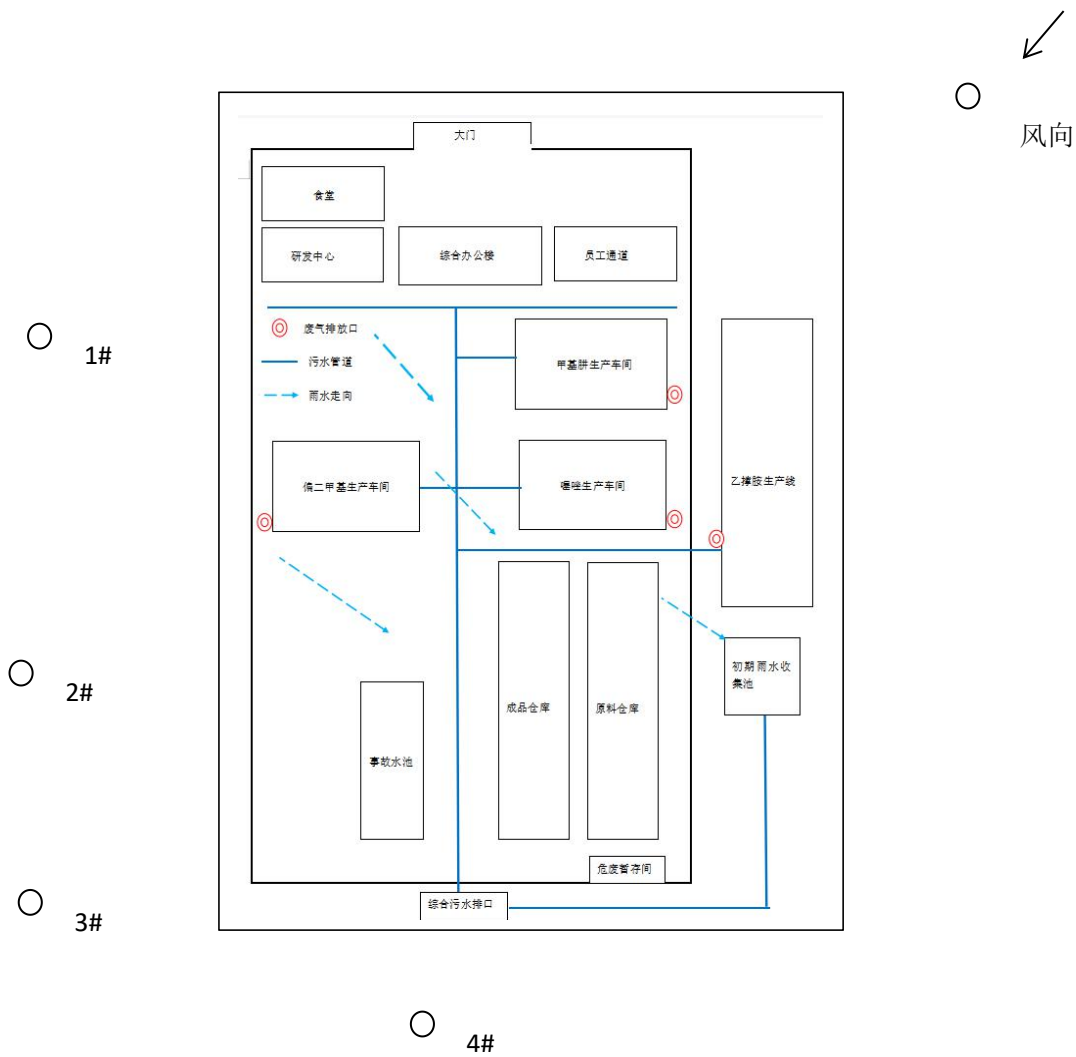 风向
大门
食堂
研发中心
综合办公楼
员工通道
废气排放口
污水管道
雨水走向
甲基肼生产车间
1#
偏二甲基生产车间
噻唑生产车间
乙撑胺生产线
2#
成品仓库
原料仓库
初期雨水收
集池
事故水池
危废暂存间
综合污水排口
3#
4#